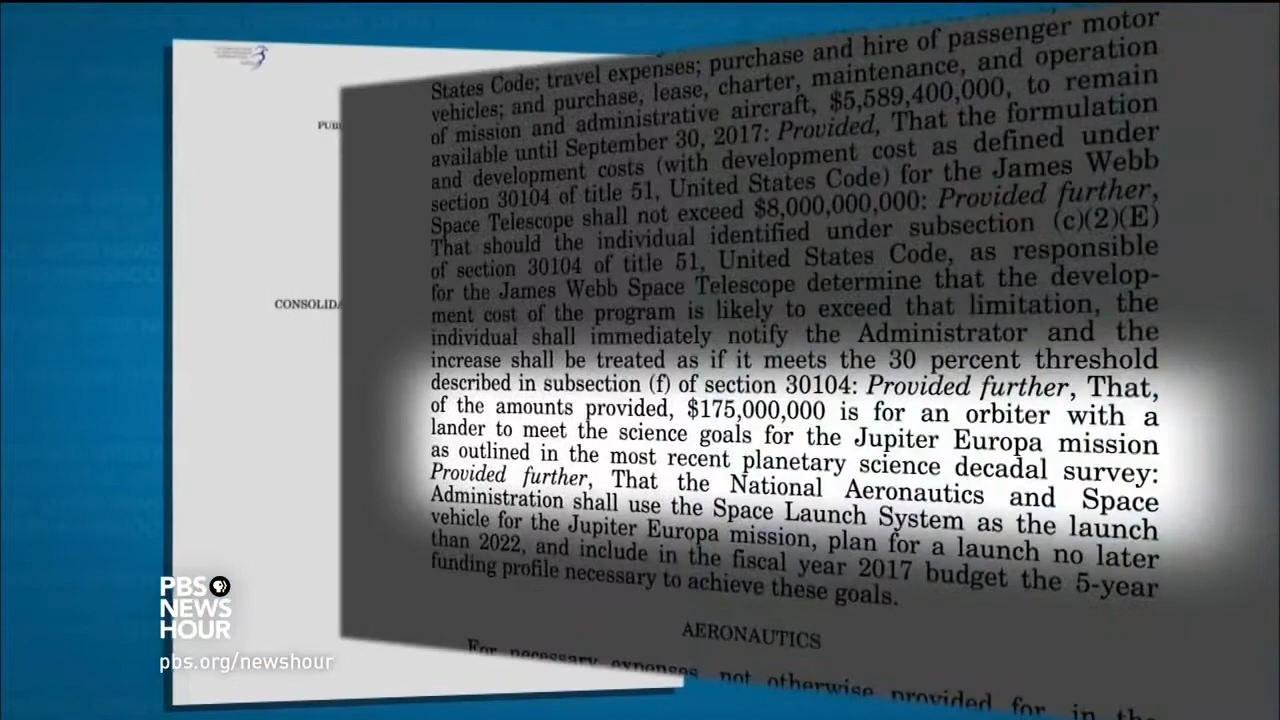 PUB
CONSOLIDA
States Code; travel expenses; purchase and hire of passenger motor
vehicles; and purchase, lease, charter, maintenance, and operation
of mission and administrative aircraft, $5,589,400,000, to remain
available until September 30, 2017: Provided, That the formulation
and development costs (with development cost as defined under
section 30104 of title 51, United States Code) for the James Webb
Space Telescope shall not exceed $8,000,000,000: Provided further,
That should the individual identified under subsection (c)(2)(E)
of section 30104 of title 51, United States Code, as responsible
for the James Webb Space Telescope determine that the develop-
ment cost of the program is likely to exceed that limitation, the
individual shall immediately notify the Administrator and the
increase shall be treated as if it meets the 30 percent threshold
described in subsection (f) of section 30104: Provided further, That,
of the amounts provided, $175,000,000 is for an orbiter with a
lander to meet the science goals for the Jupiter Europa mission
as outlined in the most recent planetary science decadal survey:
Provided further, That the National Aeronautics and Space
Administration shall use the Space Launch System as the launch
vehicle for the Jupiter Europa mission, plan for a launch no later
than 2022, and include in the fiscal year 2017 budget the 5-year
funding profile necessary to achieve these goals.
AERONAUTICS
For necessary expenses not otherwise provided for, in the
PBS
NEWS
HOUR
pbs.org/newshour